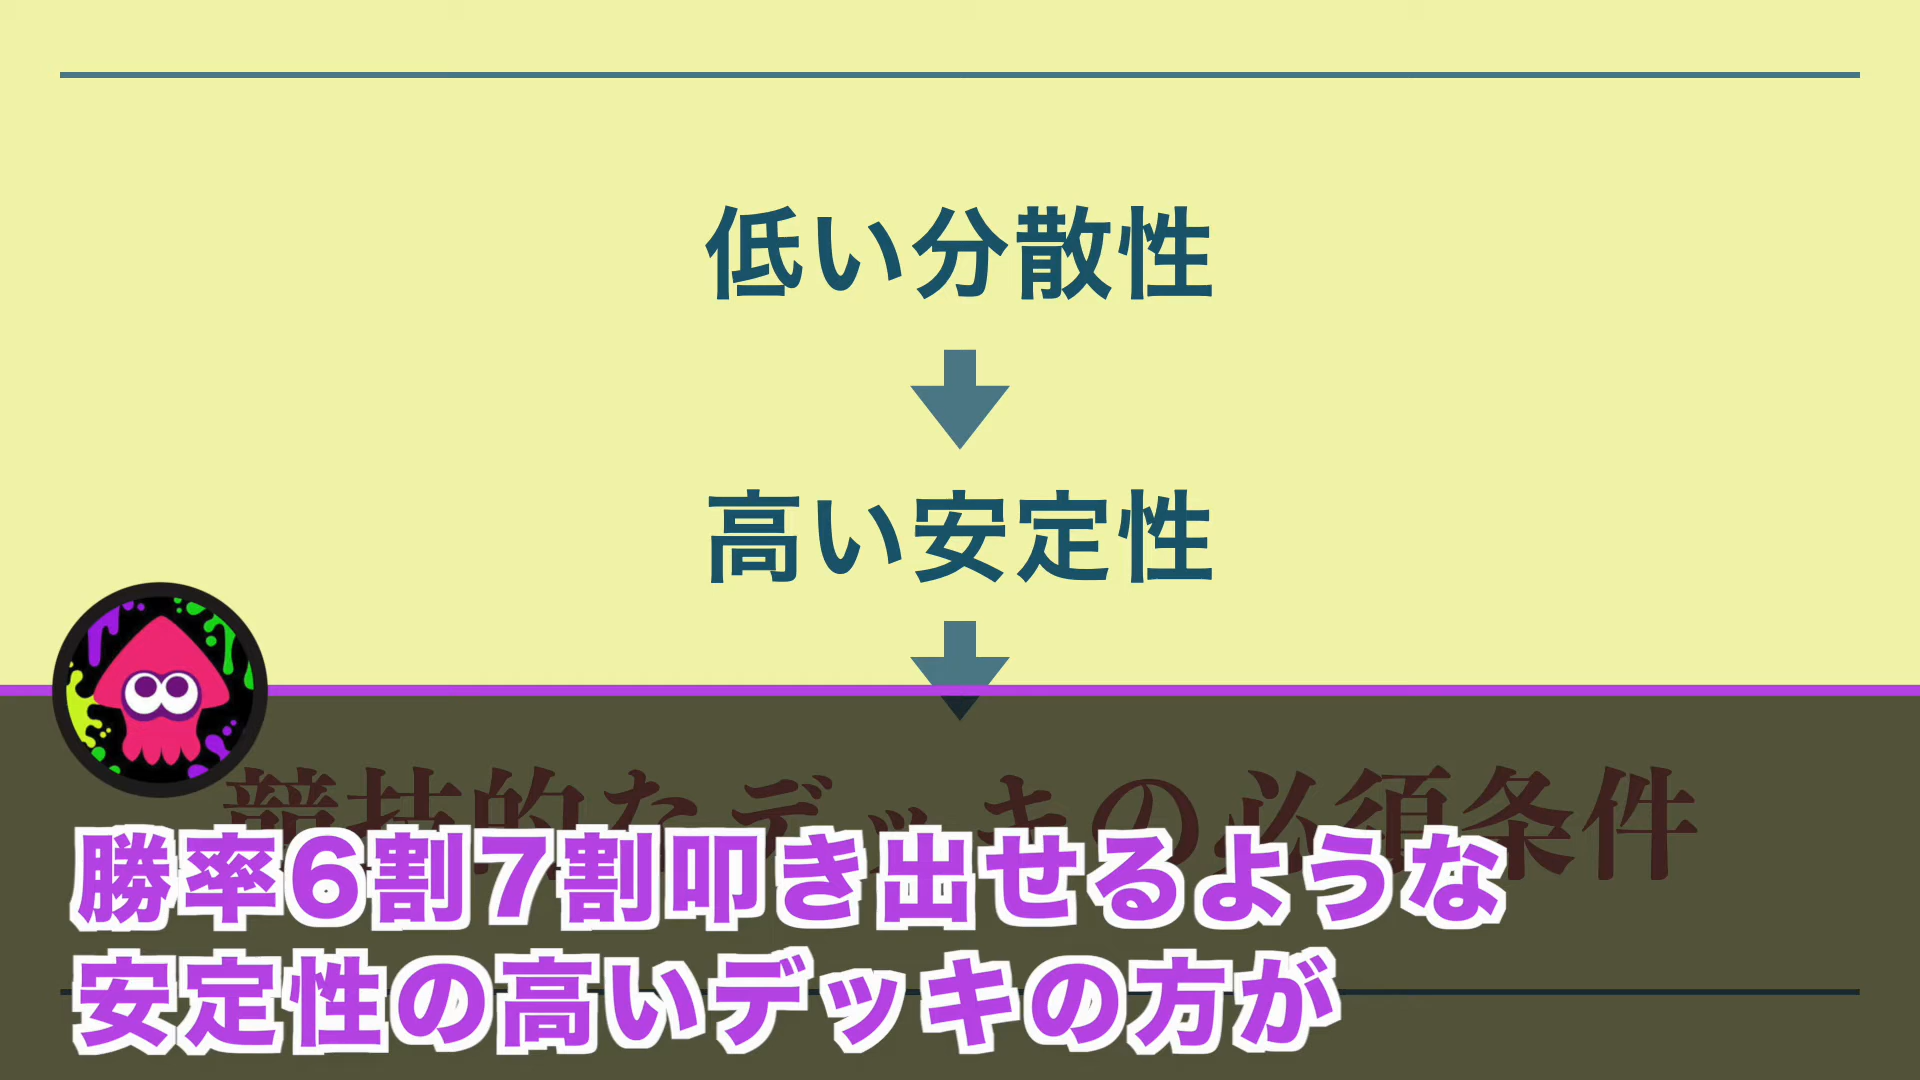 低い分散性
高い安定性
競技的なデッキの必須条件
勝率6割7割叩き出せるような
安定性の高いデッキの方が